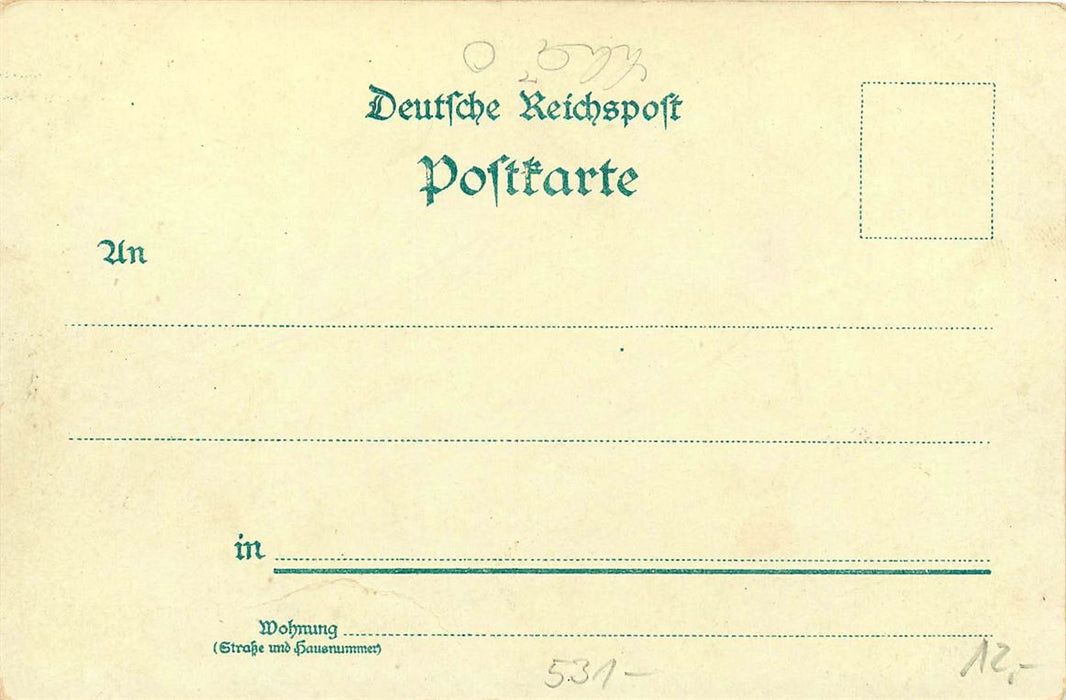 Deutsche Reichspost
Postkarte
An
in
Wohnung
(Straße und Hausnummer)
531-
12,-